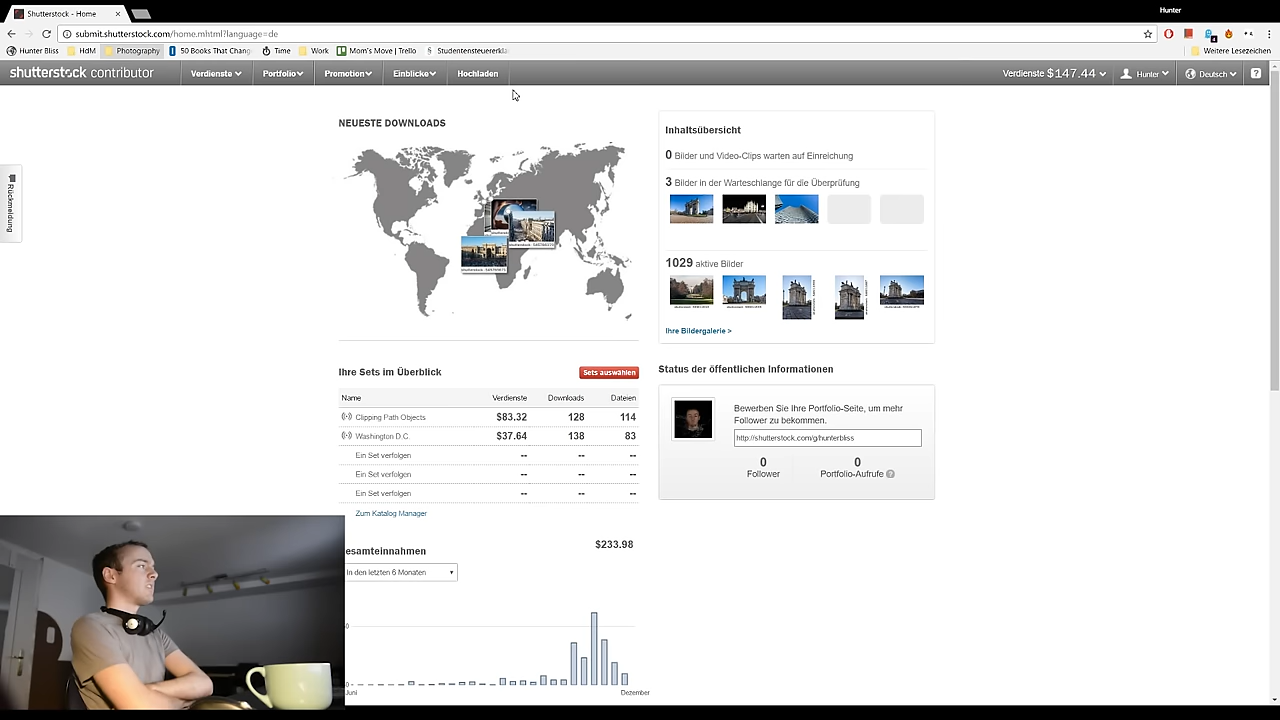 Shutterstock - Home
Hunter
submit.shutterstock.com/home.mhtml?language=de
Hunter Bliss
HdM
Photography
50 Books That Chang
Time
Work
Mom's Move | Trello
Studentensteuererklä
Weitere Lesezeichen
shutterstock contributor
Verdienste
Portfolio
Promotion
Einblicke
Hochladen
Verdienste $147.44
Hunter
Deutsch
?
Rückmeldung
NEUESTE DOWNLOADS
Inhaltsübersicht
0 Bilder und Video-Clips warten auf Einreichung
3 Bilder in der Warteschlange für die Überprüfung
1029 aktive Bilder
Ihre Bildergalerie >
Ihre Sets im Überblick
Sets auswählen
Name Verdienste Downloads Dateien
Clipping Path Objects $83.32 128 114
Washington D.C. $37.64 138 83
Ein Set verfolgen -- -- --
Ein Set verfolgen -- -- --
Ein Set verfolgen -- -- --
Zum Katalog Manager
Status der öffentlichen Informationen
Bewerben Sie Ihre Portfolio-Seite, um mehr
Follower zu bekommen.
http://shutterstock.com/g/hunterbliss
0 0
Follower Portfolio-Aufrufe ?
esamteinnahmen $233.98
In den letzten 6 Monaten
Juni Dezember